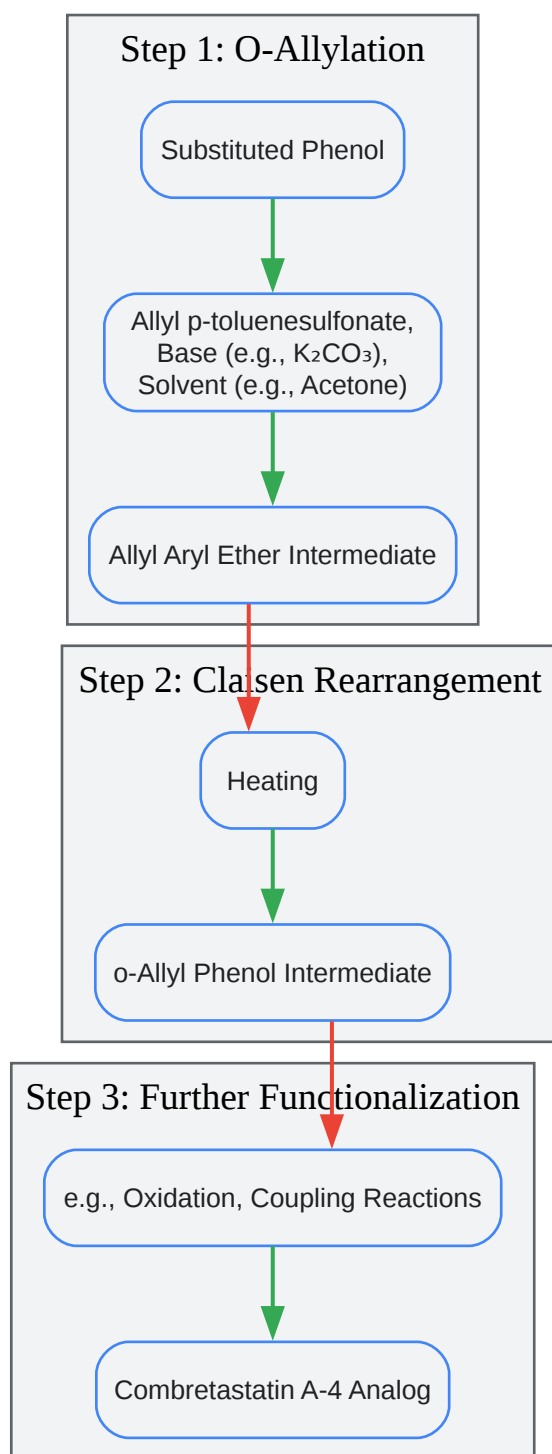 Step 1: O-Allylation
Substituted Phenol
Allyl p-toluenesulfonate,
Base (e.g., K₂CO₃),
Solvent (e.g., Acetone)
Allyl Aryl Ether Intermediate
Step 2: Claisen Rearrangement
Heating
o-Allyl Phenol Intermediate
Step 3: Further Functionalization
e.g., Oxidation, Coupling Reactions
Combretastatin A-4 Analog